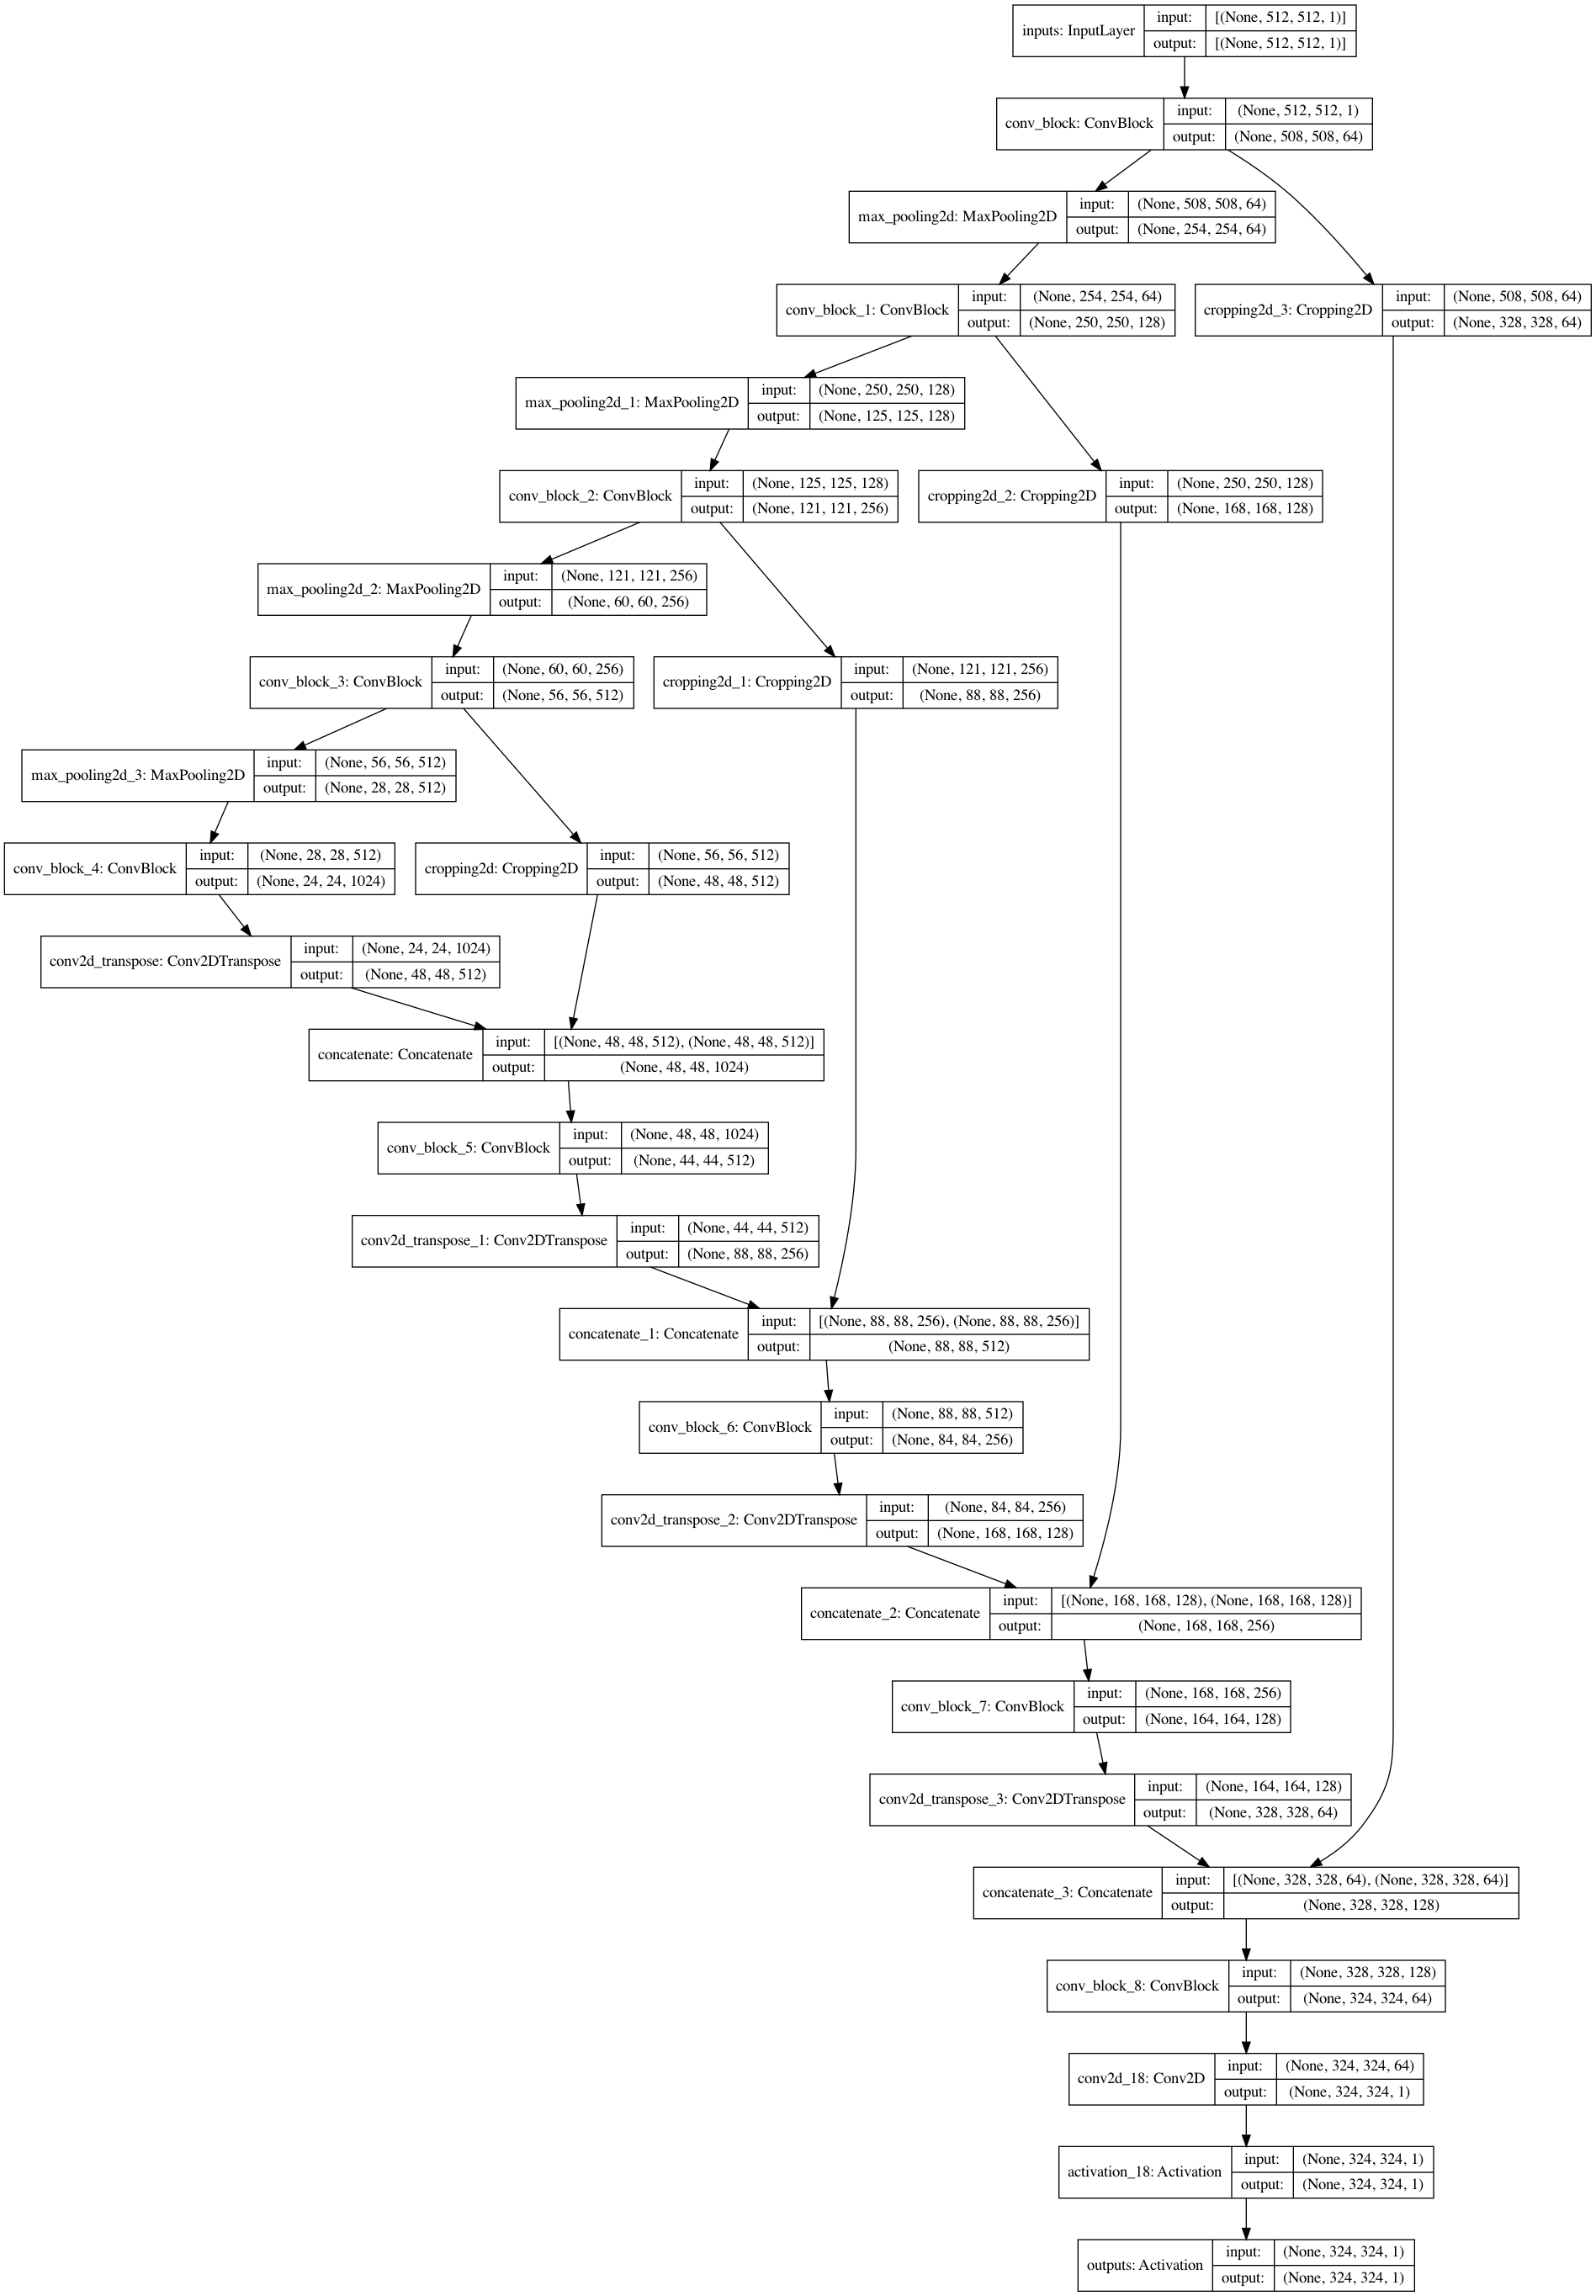 inputs: InputLayer
input: [(None, 512, 512, 1)]
output: [(None, 512, 512, 1)]
conv_block: ConvBlock
input: (None, 512, 512, 1)
output: (None, 508, 508, 64)
max_pooling2d: MaxPooling2D
input: (None, 508, 508, 64)
output: (None, 254, 254, 64)
conv_block_1: ConvBlock
input: (None, 254, 254, 64)
output: (None, 250, 250, 128)
cropping2d_3: Cropping2D
input: (None, 508, 508, 64)
output: (None, 328, 328, 64)
max_pooling2d_1: MaxPooling2D
input: (None, 250, 250, 128)
output: (None, 125, 125, 128)
conv_block_2: ConvBlock
input: (None, 125, 125, 128)
output: (None, 121, 121, 256)
cropping2d_2: Cropping2D
input: (None, 250, 250, 128)
output: (None, 168, 168, 128)
max_pooling2d_2: MaxPooling2D
input: (None, 121, 121, 256)
output: (None, 60, 60, 256)
conv_block_3: ConvBlock
input: (None, 60, 60, 256)
output: (None, 56, 56, 512)
cropping2d_1: Cropping2D
input: (None, 121, 121, 256)
output: (None, 88, 88, 256)
max_pooling2d_3: MaxPooling2D
input: (None, 56, 56, 512)
output: (None, 28, 28, 512)
conv_block_4: ConvBlock
input: (None, 28, 28, 512)
output: (None, 24, 24, 1024)
cropping2d: Cropping2D
input: (None, 56, 56, 512)
output: (None, 48, 48, 512)
conv2d_transpose: Conv2DTranspose
input: (None, 24, 24, 1024)
output: (None, 48, 48, 512)
concatenate: Concatenate
input: [(None, 48, 48, 512), (None, 48, 48, 512)]
output: (None, 48, 48, 1024)
conv_block_5: ConvBlock
input: (None, 48, 48, 1024)
output: (None, 44, 44, 512)
conv2d_transpose_1: Conv2DTranspose
input: (None, 44, 44, 512)
output: (None, 88, 88, 256)
concatenate_1: Concatenate
input: [(None, 88, 88, 256), (None, 88, 88, 256)]
output: (None, 88, 88, 512)
conv_block_6: ConvBlock
input: (None, 88, 88, 512)
output: (None, 84, 84, 256)
conv2d_transpose_2: Conv2DTranspose
input: (None, 84, 84, 256)
output: (None, 168, 168, 128)
concatenate_2: Concatenate
input: [(None, 168, 168, 128), (None, 168, 168, 128)]
output: (None, 168, 168, 256)
conv_block_7: ConvBlock
input: (None, 168, 168, 256)
output: (None, 164, 164, 128)
conv2d_transpose_3: Conv2DTranspose
input: (None, 164, 164, 128)
output: (None, 328, 328, 64)
concatenate_3: Concatenate
input: [(None, 328, 328, 64), (None, 328, 328, 64)]
output: (None, 328, 328, 128)
conv_block_8: ConvBlock
input: (None, 328, 328, 128)
output: (None, 324, 324, 64)
conv2d_18: Conv2D
input: (None, 324, 324, 64)
output: (None, 324, 324, 1)
activation_18: Activation
input: (None, 324, 324, 1)
output: (None, 324, 324, 1)
outputs: Activation
input: (None, 324, 324, 1)
output: (None, 324, 324, 1)